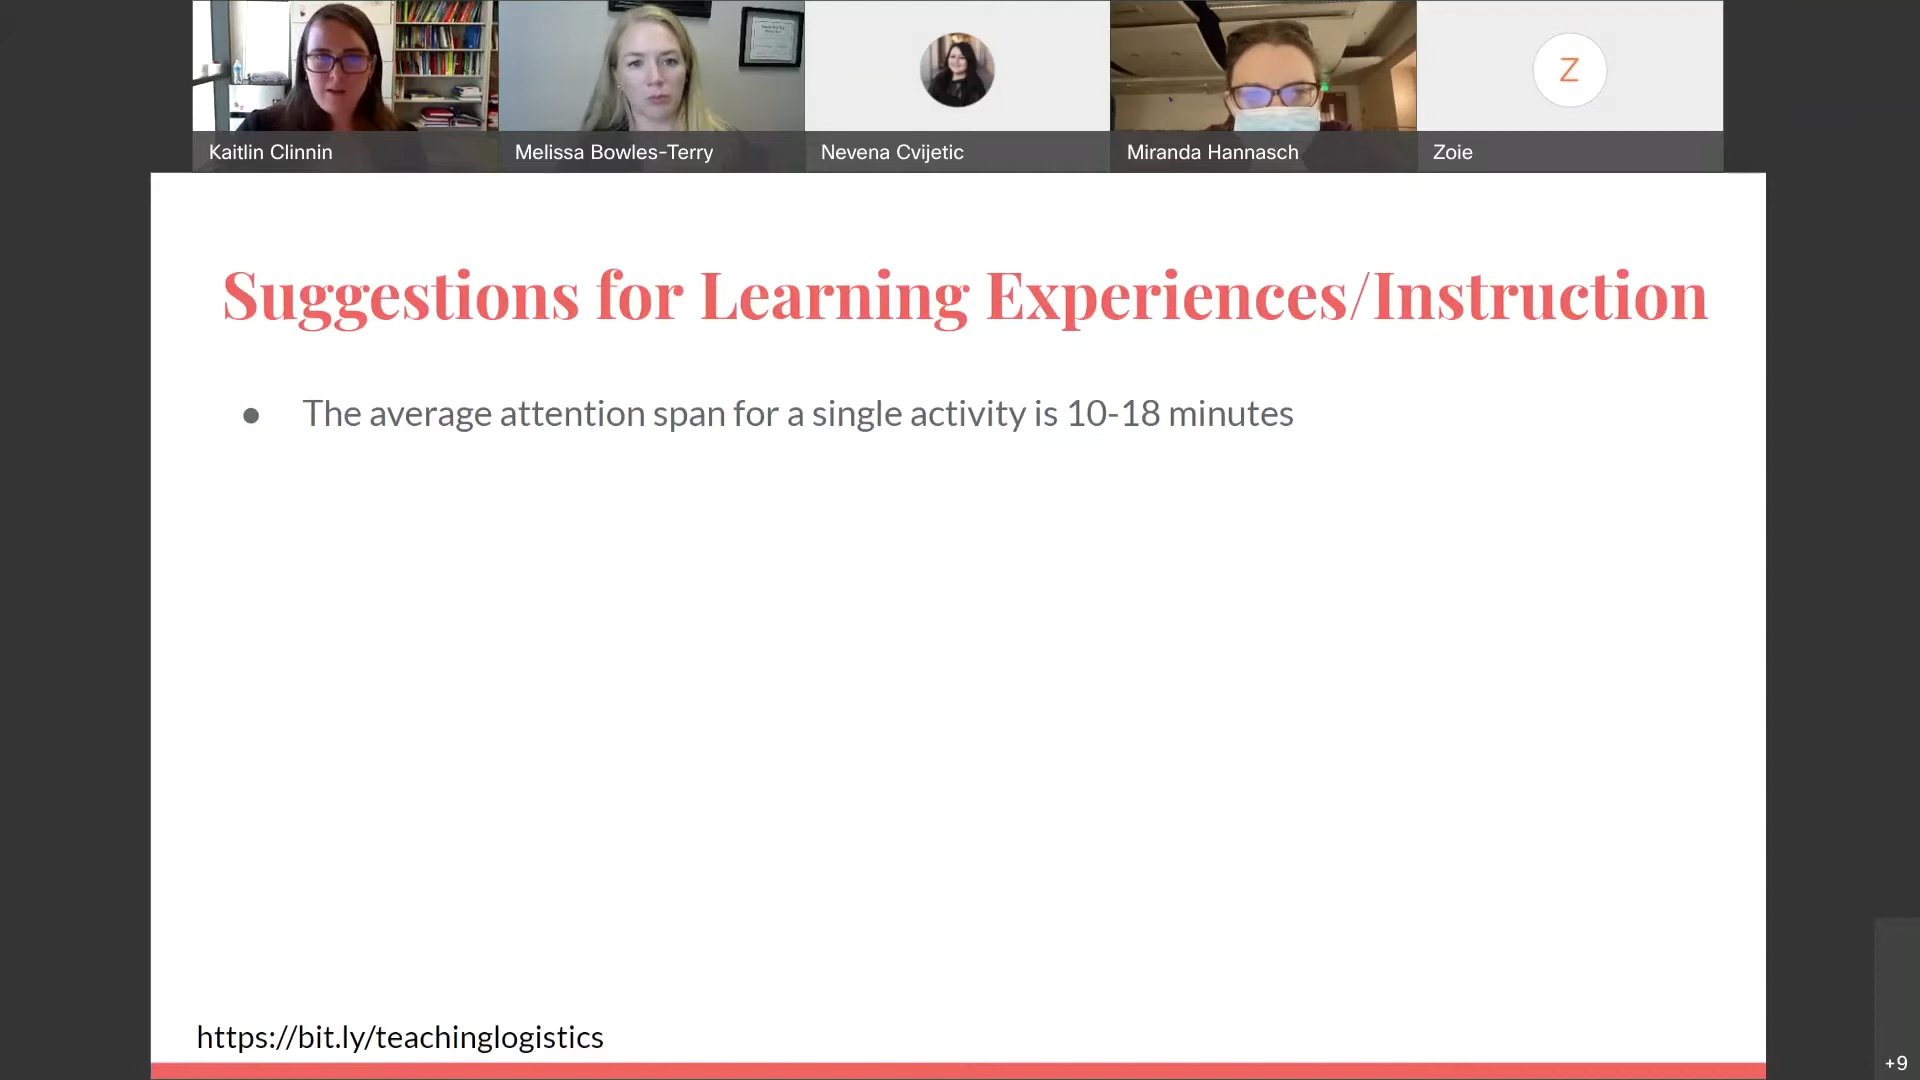 Kaitlin Clinnin
Melissa Bowles-Terry
Nevena Cvijetic
Miranda Hannasch
Z
Zoie
Suggestions for Learning Experiences/Instruction
● The average attention span for a single activity is 10-18 minutes
https://bit.ly/teachinglogistics
+9